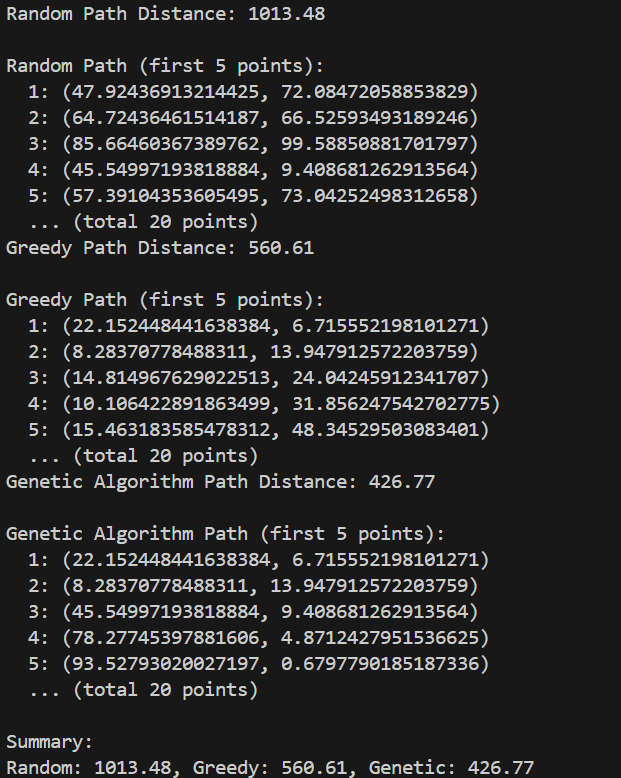 Random Path Distance: 1013.48
Random Path (first 5 points):
1: (47.92436913214425, 72.08472058853829)
2: (64.72436461514187, 66.52593493189246)
3: (85.66460367389762, 99.58850881701797)
4: (45.54997193818884, 9.408681262913564)
5: (57.39104353605495, 73.04252498312658)
... (total 20 points)
Greedy Path Distance: 560.61
Greedy Path (first 5 points):
1: (22.152448441638384, 6.715552198101271)
2: (8.28370778488311, 13.947912572203759)
3: (14.814967629022513, 24.04245912341707)
4: (10.106422891863499, 31.856247542702775)
5: (15.463183585478312, 48.34529503083401)
... (total 20 points)
Genetic Algorithm Path Distance: 426.77
Genetic Algorithm Path (first 5 points):
1: (22.152448441638384, 6.715552198101271)
2: (8.28370778488311, 13.947912572203759)
3: (45.54997193818884, 9.408681262913564)
4: (78.27745397881606, 4.8712427951536625)
5: (93.52793020027197, 0.6797790185187336)
... (total 20 points)
Summary:
Random: 1013.48, Greedy: 560.61, Genetic: 426.77